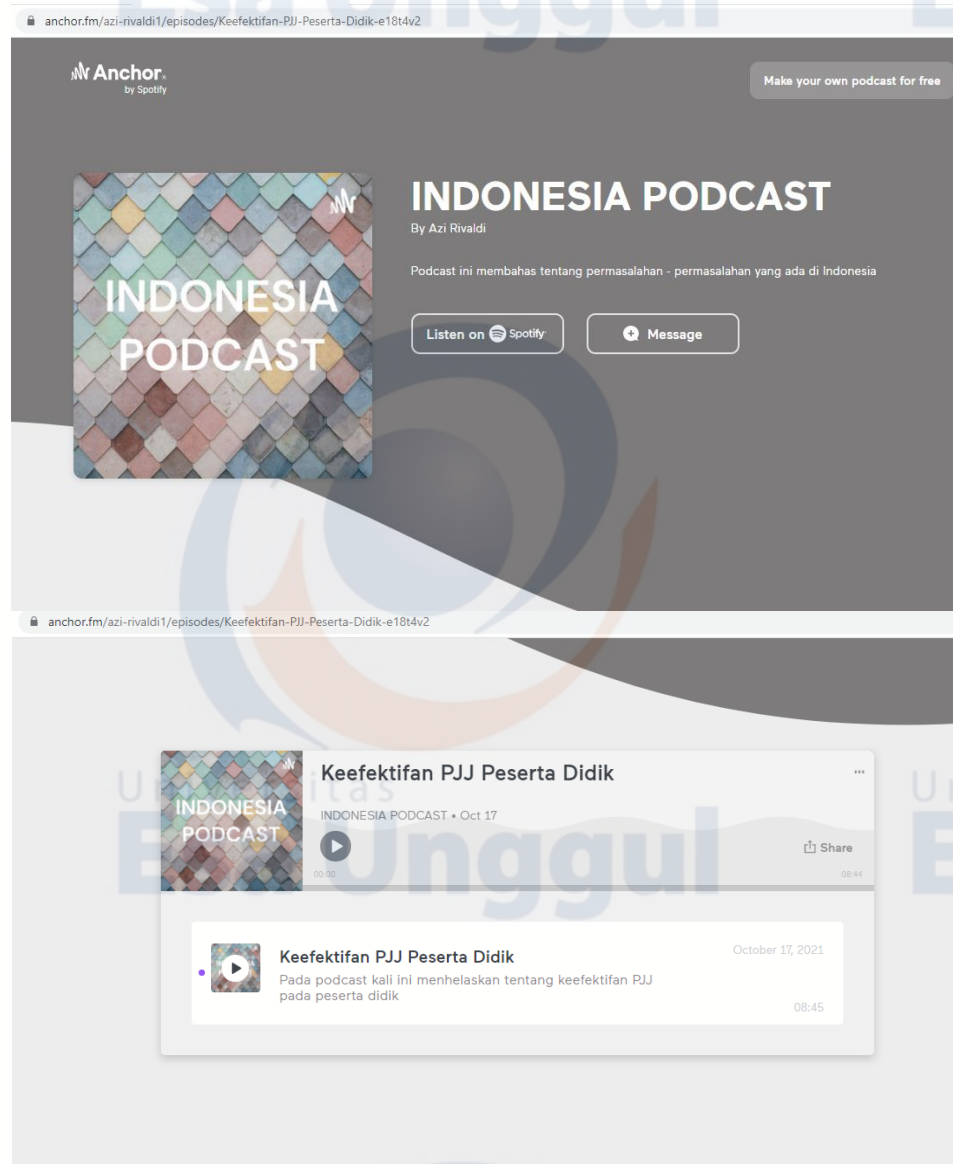 Esa Unggul
anchor.fm/azi-rivaldi1/episodes/Keefektifan-PJJ-Peserta-Didik-e18t4v2
Anchor
by Spotify
Make your own podcast for free
INDONESIA
PODCAST
INDONESIA PODCAST
By Azi Rivaldi
Podcast ini membahas tentang permasalahan - permasalahan yang ada di Indonesia
Listen on Spotify
Message
anchor.fm/azi-rivaldi1/episodes/Keefektifan-PJJ-Peserta-Didik-e18t4v2
INDONESIA
PODCAST
Keefektifan PJJ Peserta Didik
INDONESIA PODCAST • Oct 17
Share
00:00
08:44
Universitas
Esa Unggul
Keefektifan PJJ Peserta Didik
October 17, 2021
Pada podcast kali ini menhelaskan tentang keefektifan PJJ
pada peserta didik
08:45